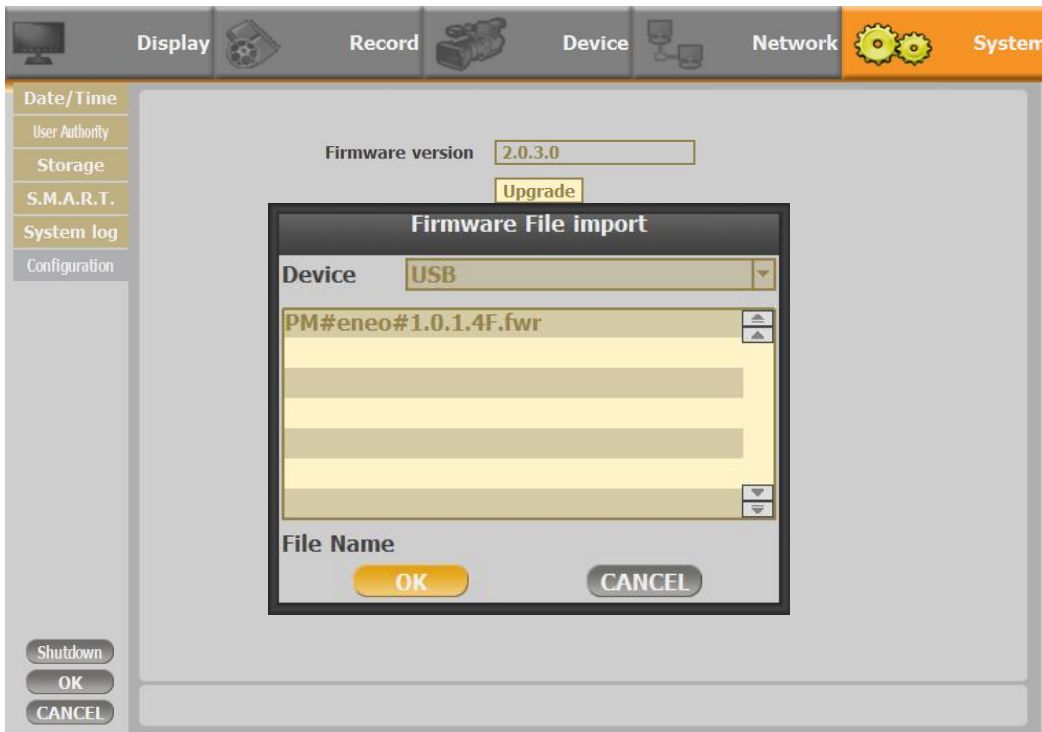 Display Record Device Network System
Date/Time
User Authority
Storage
S.M.A.R.T.
System log
Configuration
Firmware version 2.0.3.0
Upgrade
Firmware File import
Device USB
PM#eneo#1.0.1.4F.fwr
File Name
OK CANCEL
Shutdown
OK
CANCEL